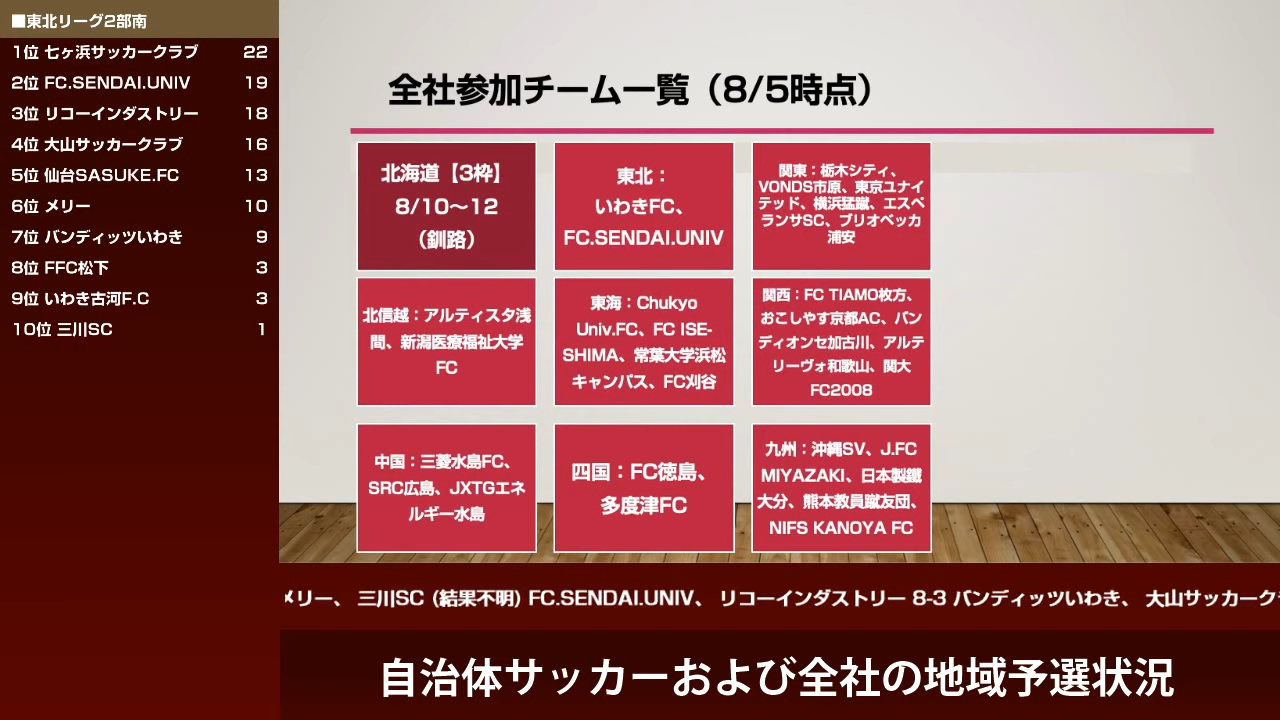 ■東北リーグ2部南
1位 七ヶ浜サッカークラブ 22
2位 FC.SENDAI.UNIV 19
3位 リコーインダストリー 18
4位 大山サッカークラブ 16
5位 仙台SASUKE.FC 13
6位 メリー 10
7位 バンディッツいわき 9
8位 FFC松下 3
9位 いわき古河F.C 3
10位 三川SC 1
全社参加チーム一覧（8/5時点）
北海道【3枠】
8/10～12
（釧路）
東北：
いわきFC、
FC.SENDAI.UNIV
関東：栃木シティ、
VONDS市原、東京ユナイ
テッド、横浜猛蹴、エスペ
ランサSC、ブリオベッカ
浦安
北信越：アルティスタ浅
間、新潟医療福祉大学
FC
東海：Chukyo
Univ.FC、FC ISE-
SHIMA、常葉大学浜松
キャンパス、FC刈谷
関西：FC TIAMO枚方、
おこしやす京都AC、バン
ディオンセ加古川、アルテ
リーヴォ和歌山、関大
FC2008
中国：三菱水島FC、
SRC広島、JXTGエネ
ルギー水島
四国：FC徳島、
多度津FC
九州：沖縄SV、J.FC
MIYAZAKI、日本製鐵
大分、熊本教員蹴友団、
NIFS KANOYA FC
メリー、 三川SC (結果不明) FC.SENDAI.UNIV、 リコーインダストリー 8-3 バンディッツいわき、 大山サッカーク
自治体サッカーおよび全社の地域予選状況